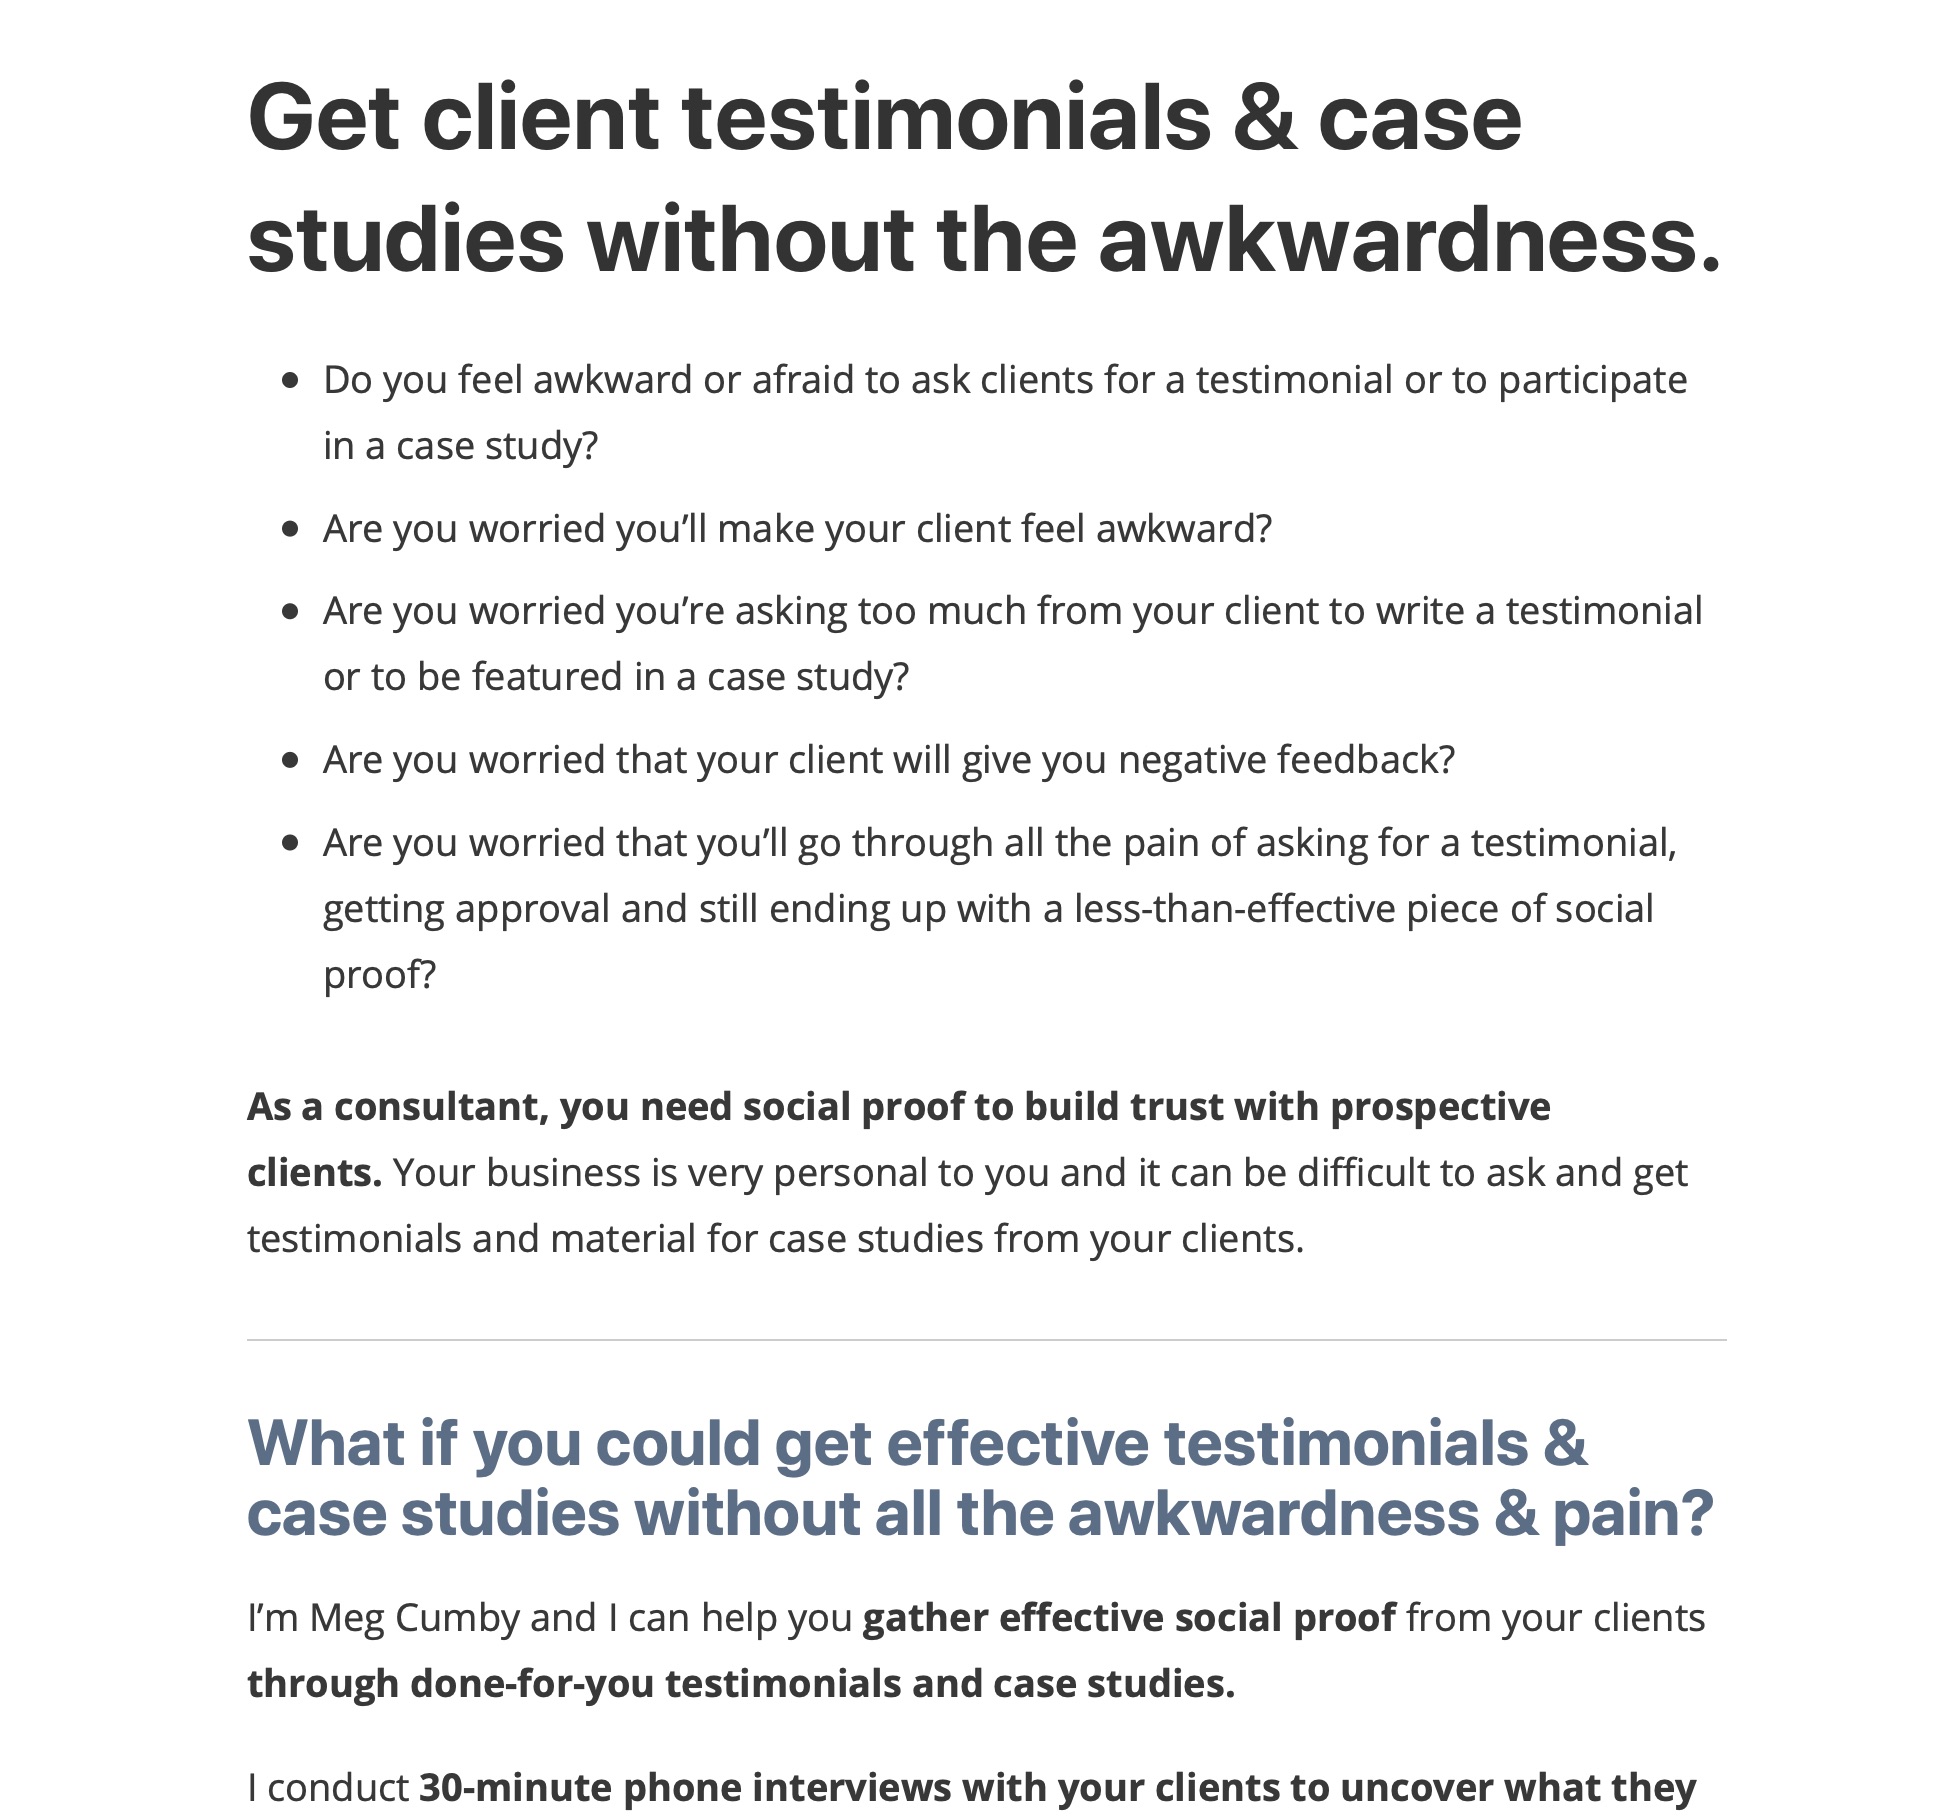 Get client testimonials & case
studies without the awkwardness.
● Do you feel awkward or afraid to ask clients for a testimonial or to participate
in a case study?
● Are you worried you’ll make your client feel awkward?
● Are you worried you’re asking too much from your client to write a testimonial
or to be featured in a case study?
● Are you worried that your client will give you negative feedback?
● Are you worried that you’ll go through all the pain of asking for a testimonial,
getting approval and still ending up with a less-than-effective piece of social
proof?
As a consultant, you need social proof to build trust with prospective
clients. Your business is very personal to you and it can be difficult to ask and get
testimonials and material for case studies from your clients.
What if you could get effective testimonials &
case studies without all the awkwardness & pain?
I’m Meg Cumby and I can help you gather effective social proof from your clients
through done-for-you testimonials and case studies.
I conduct 30-minute phone interviews with your clients to uncover what they